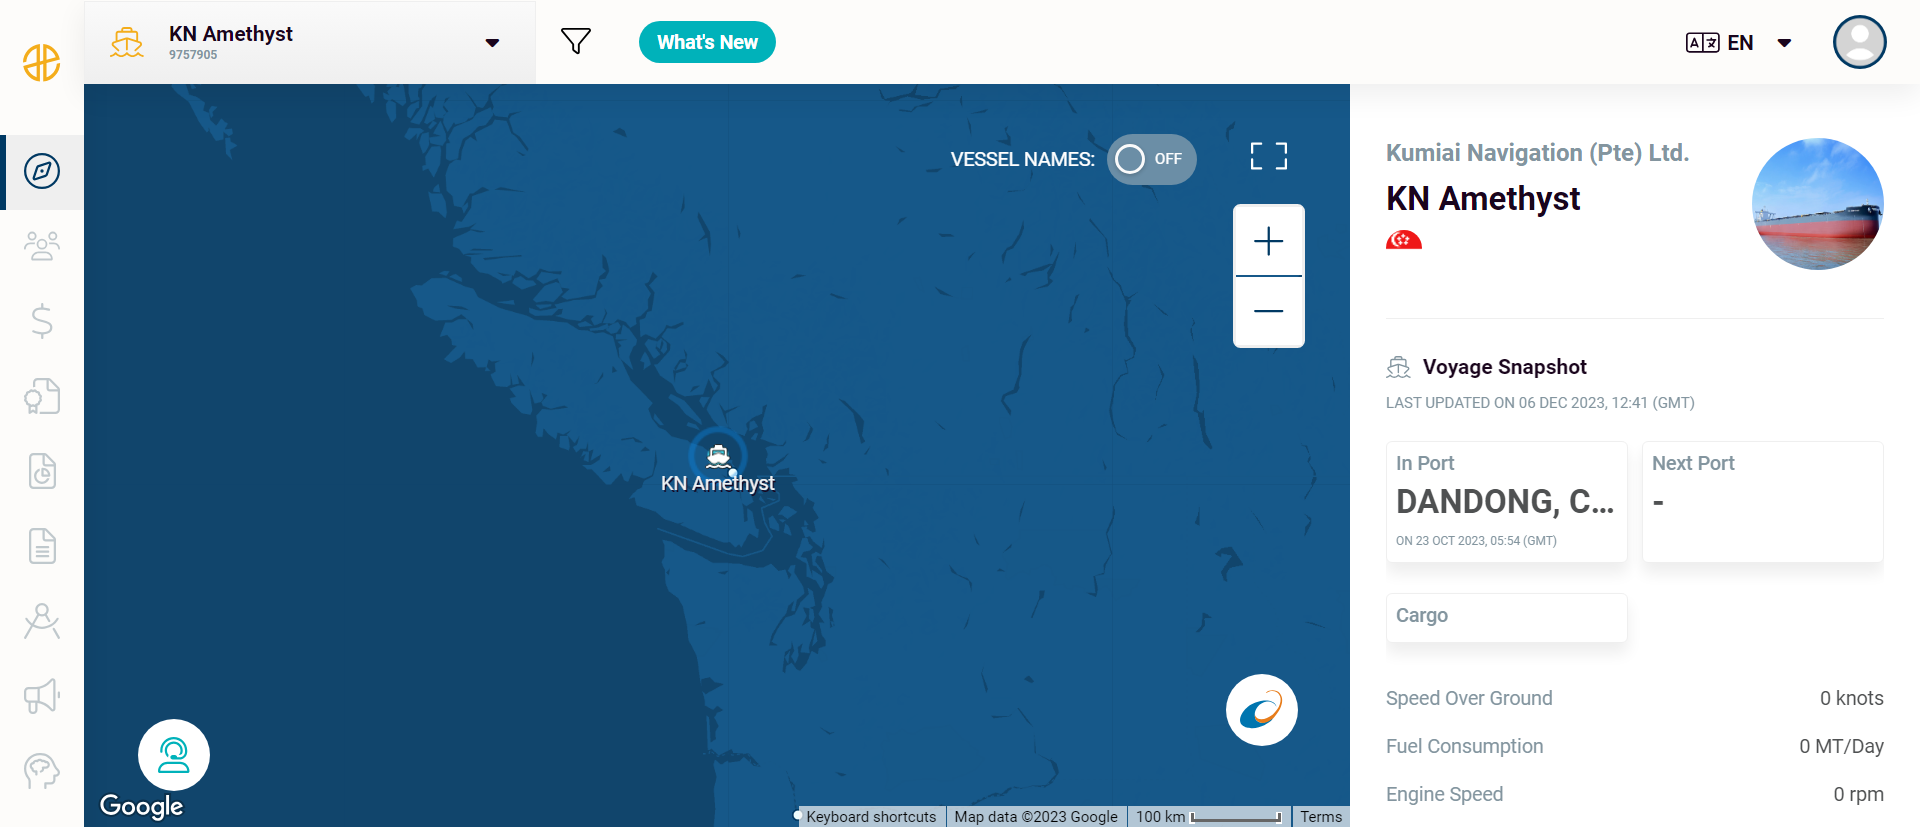 KN Amethyst
9757905
What's New
EN
VESSEL NAMES:
OFF
KN Amethyst
Google
Keyboard shortcuts
Map data ©2023 Google
100 km
Terms
Kumiai Navigation (Pte) Ltd.
KN Amethyst
Voyage Snapshot
LAST UPDATED ON 06 DEC 2023, 12:41 (GMT)
In Port
DANDONG, C...
ON 23 OCT 2023, 05:54 (GMT)
Next Port
-
Cargo
Speed Over Ground 0 knots
Fuel Consumption 0 MT/Day
Engine Speed 0 rpm